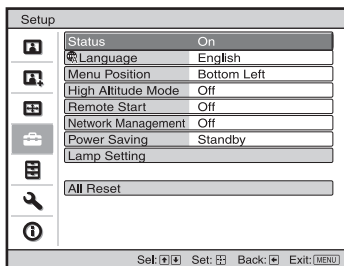 Setup
Status On
Language English
Menu Position Bottom Left
High Altitude Mode Off
Remote Start Off
Network Management Off
Power Saving Standby
Lamp Setting
All Reset
Sel: Set: Back: Exit: MENU